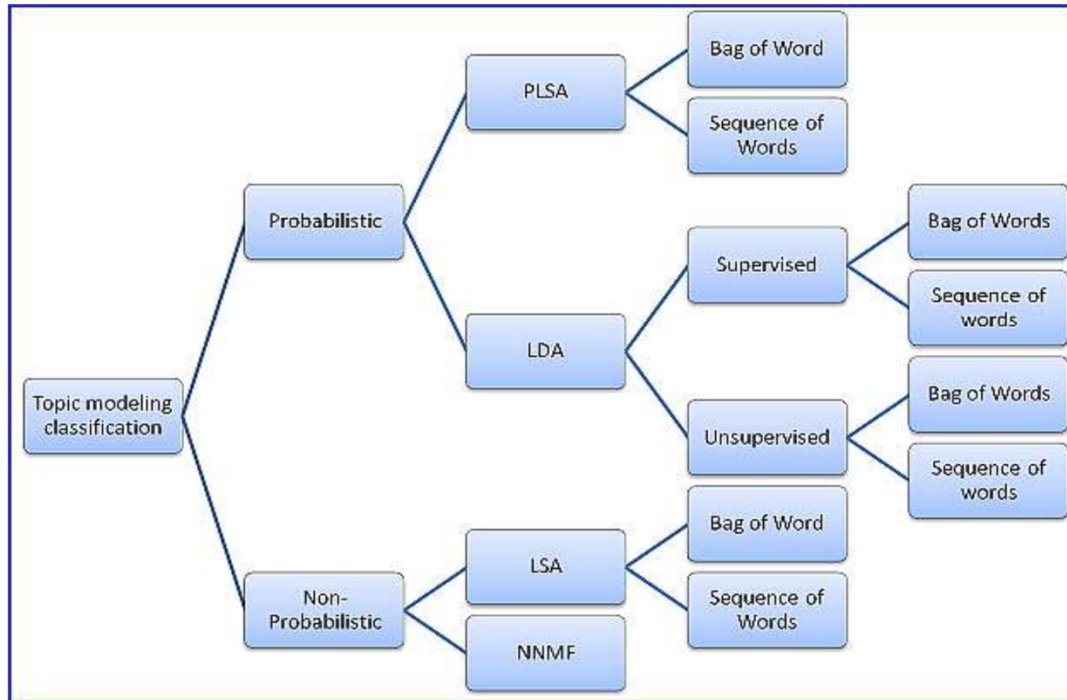 Bag of Word
PLSA
Sequence of
Words
Probabilistic
Bag of Words
Supervised
Sequence of
words
LDA
Bag of Words
Unsupervised
Sequence of
words
Topic modeling
classification
Bag of Word
LSA
Sequence of
Words
Non-
Probabilistic
NNMF